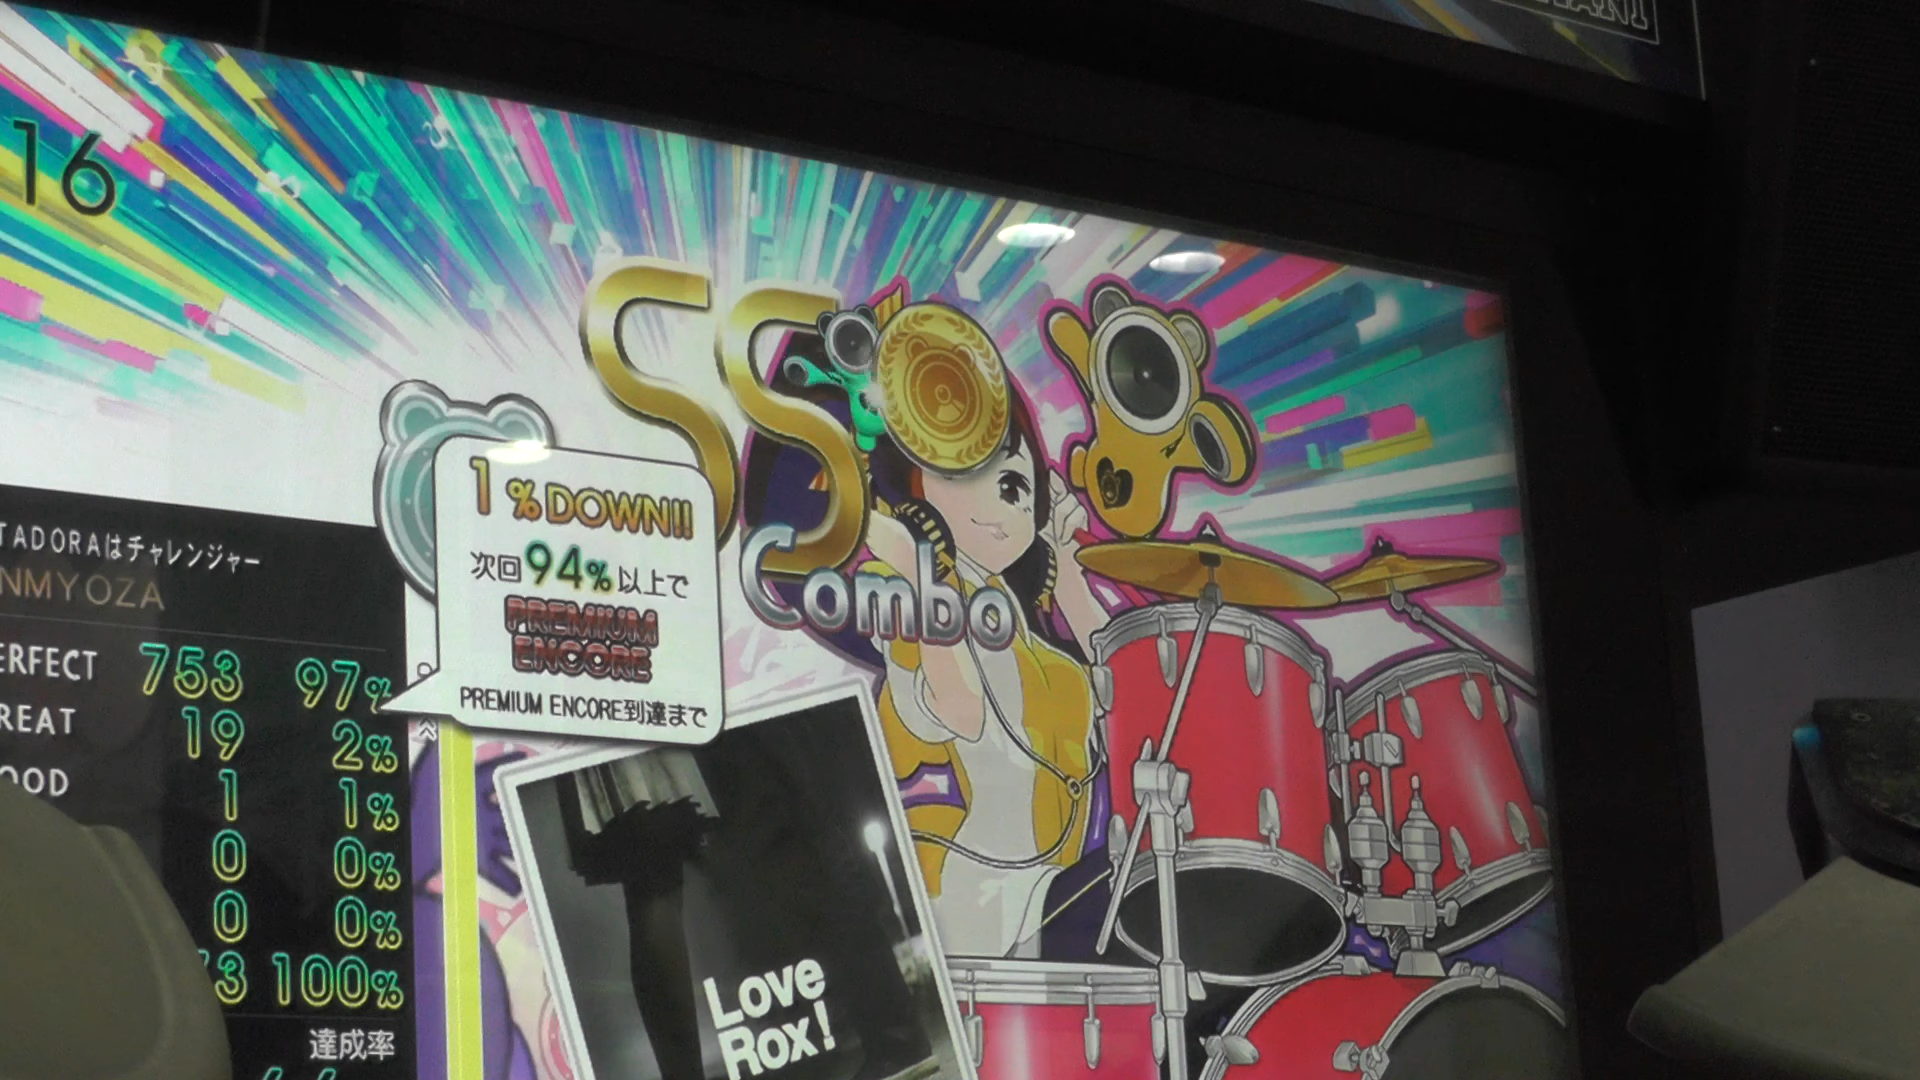 16
SS
1%DOWN!!
次回94%以上で
PREMIUM
ENCORE
PREMIUM ENCORE到達まで
Combo
TADORAはチャレンジャー
NMYOZA
ERFECT 753 97%
REAT 19 2%
OOD 1 1%
0 0%
0 0%
3 100%
達成率
Love
Rox!